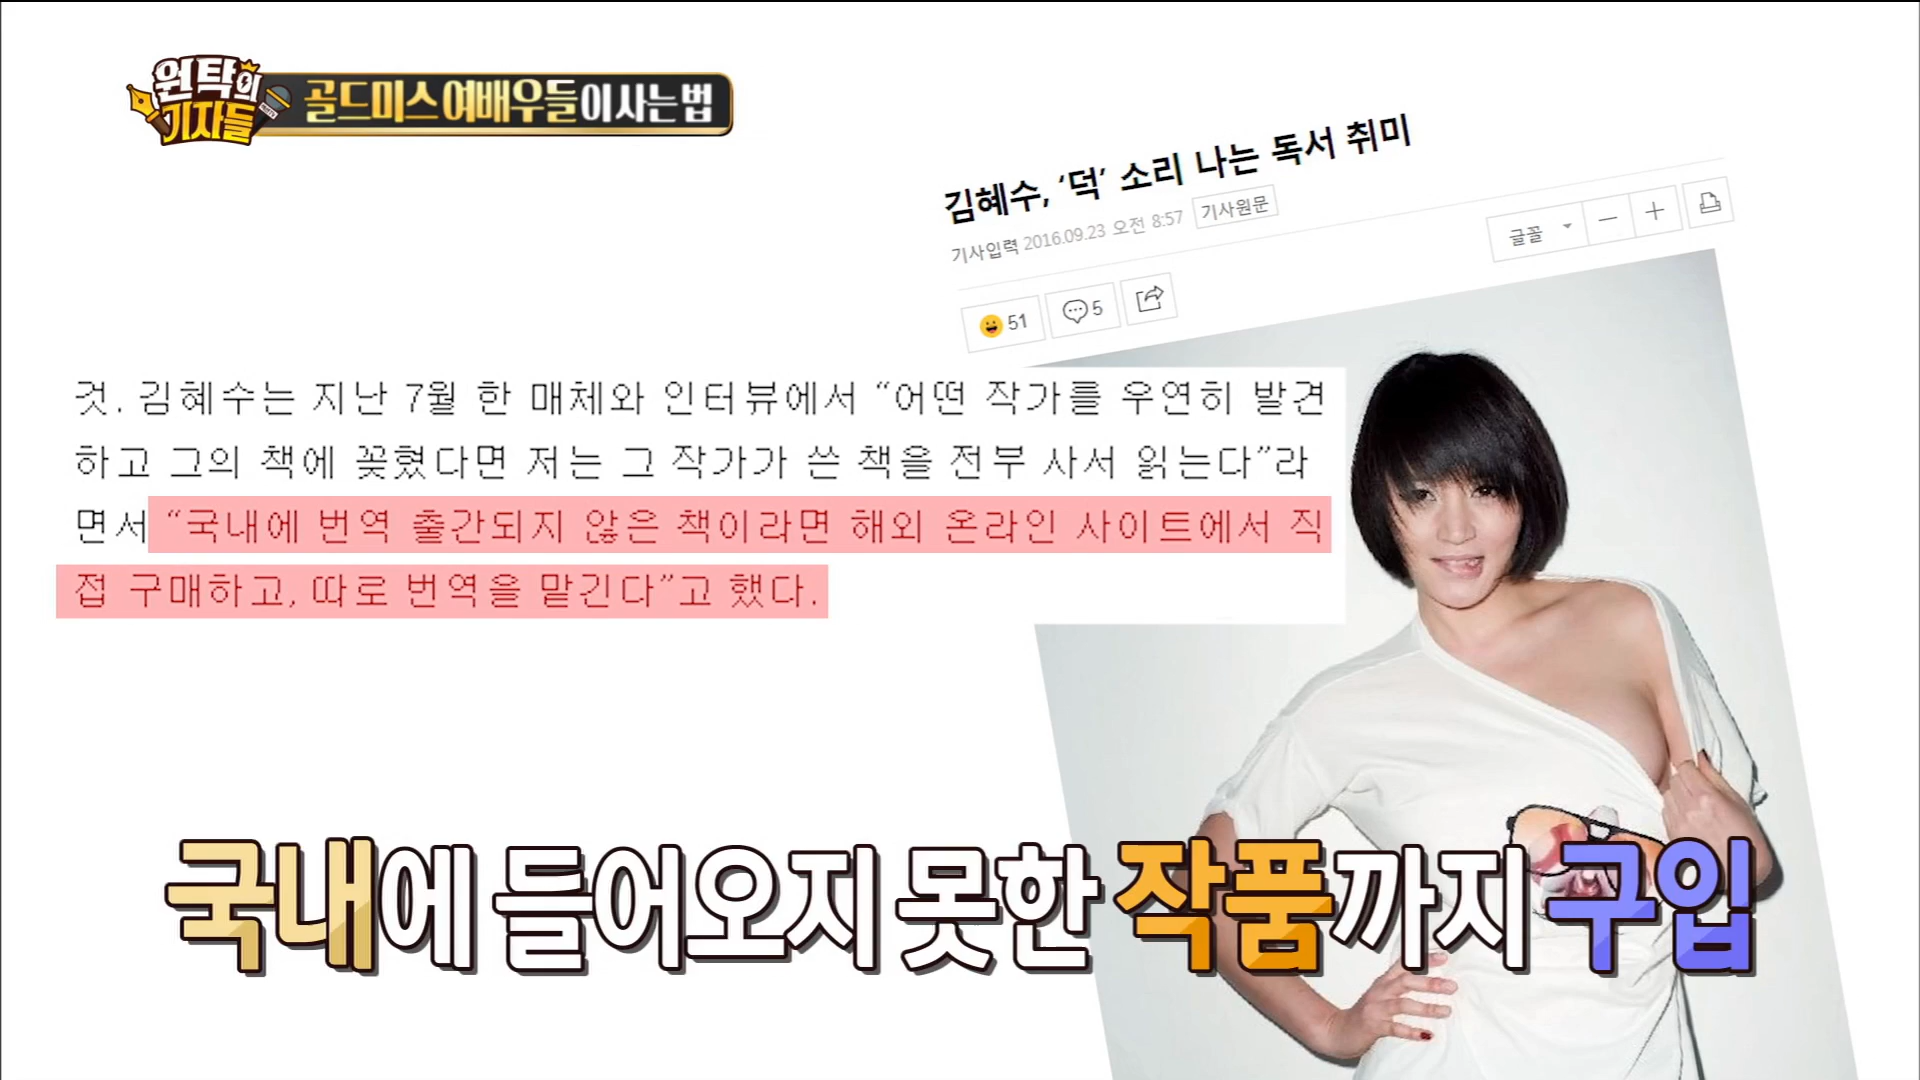 원탁의
기자들
골드미스 여배우들이 사는 법
김혜수, ‘덕’ 소리 나는 독서 취미
기사입력 2016.09.23 오전 8:57 기사원문
글꼴
51
5
것. 김혜수는 지난 7월 한 매체와 인터뷰에서 “어떤 작가를 우연히 발견
하고 그의 책에 꽂혔다면 저는 그 작가가 쓴 책을 전부 사서 읽는다”라
면서 “국내에 번역 출간되지 않은 책이라면 해외 온라인 사이트에서 직
접 구매하고, 따로 번역을 맡긴다”고 했다.
국내에 들어오지 못한 작품까지 구입